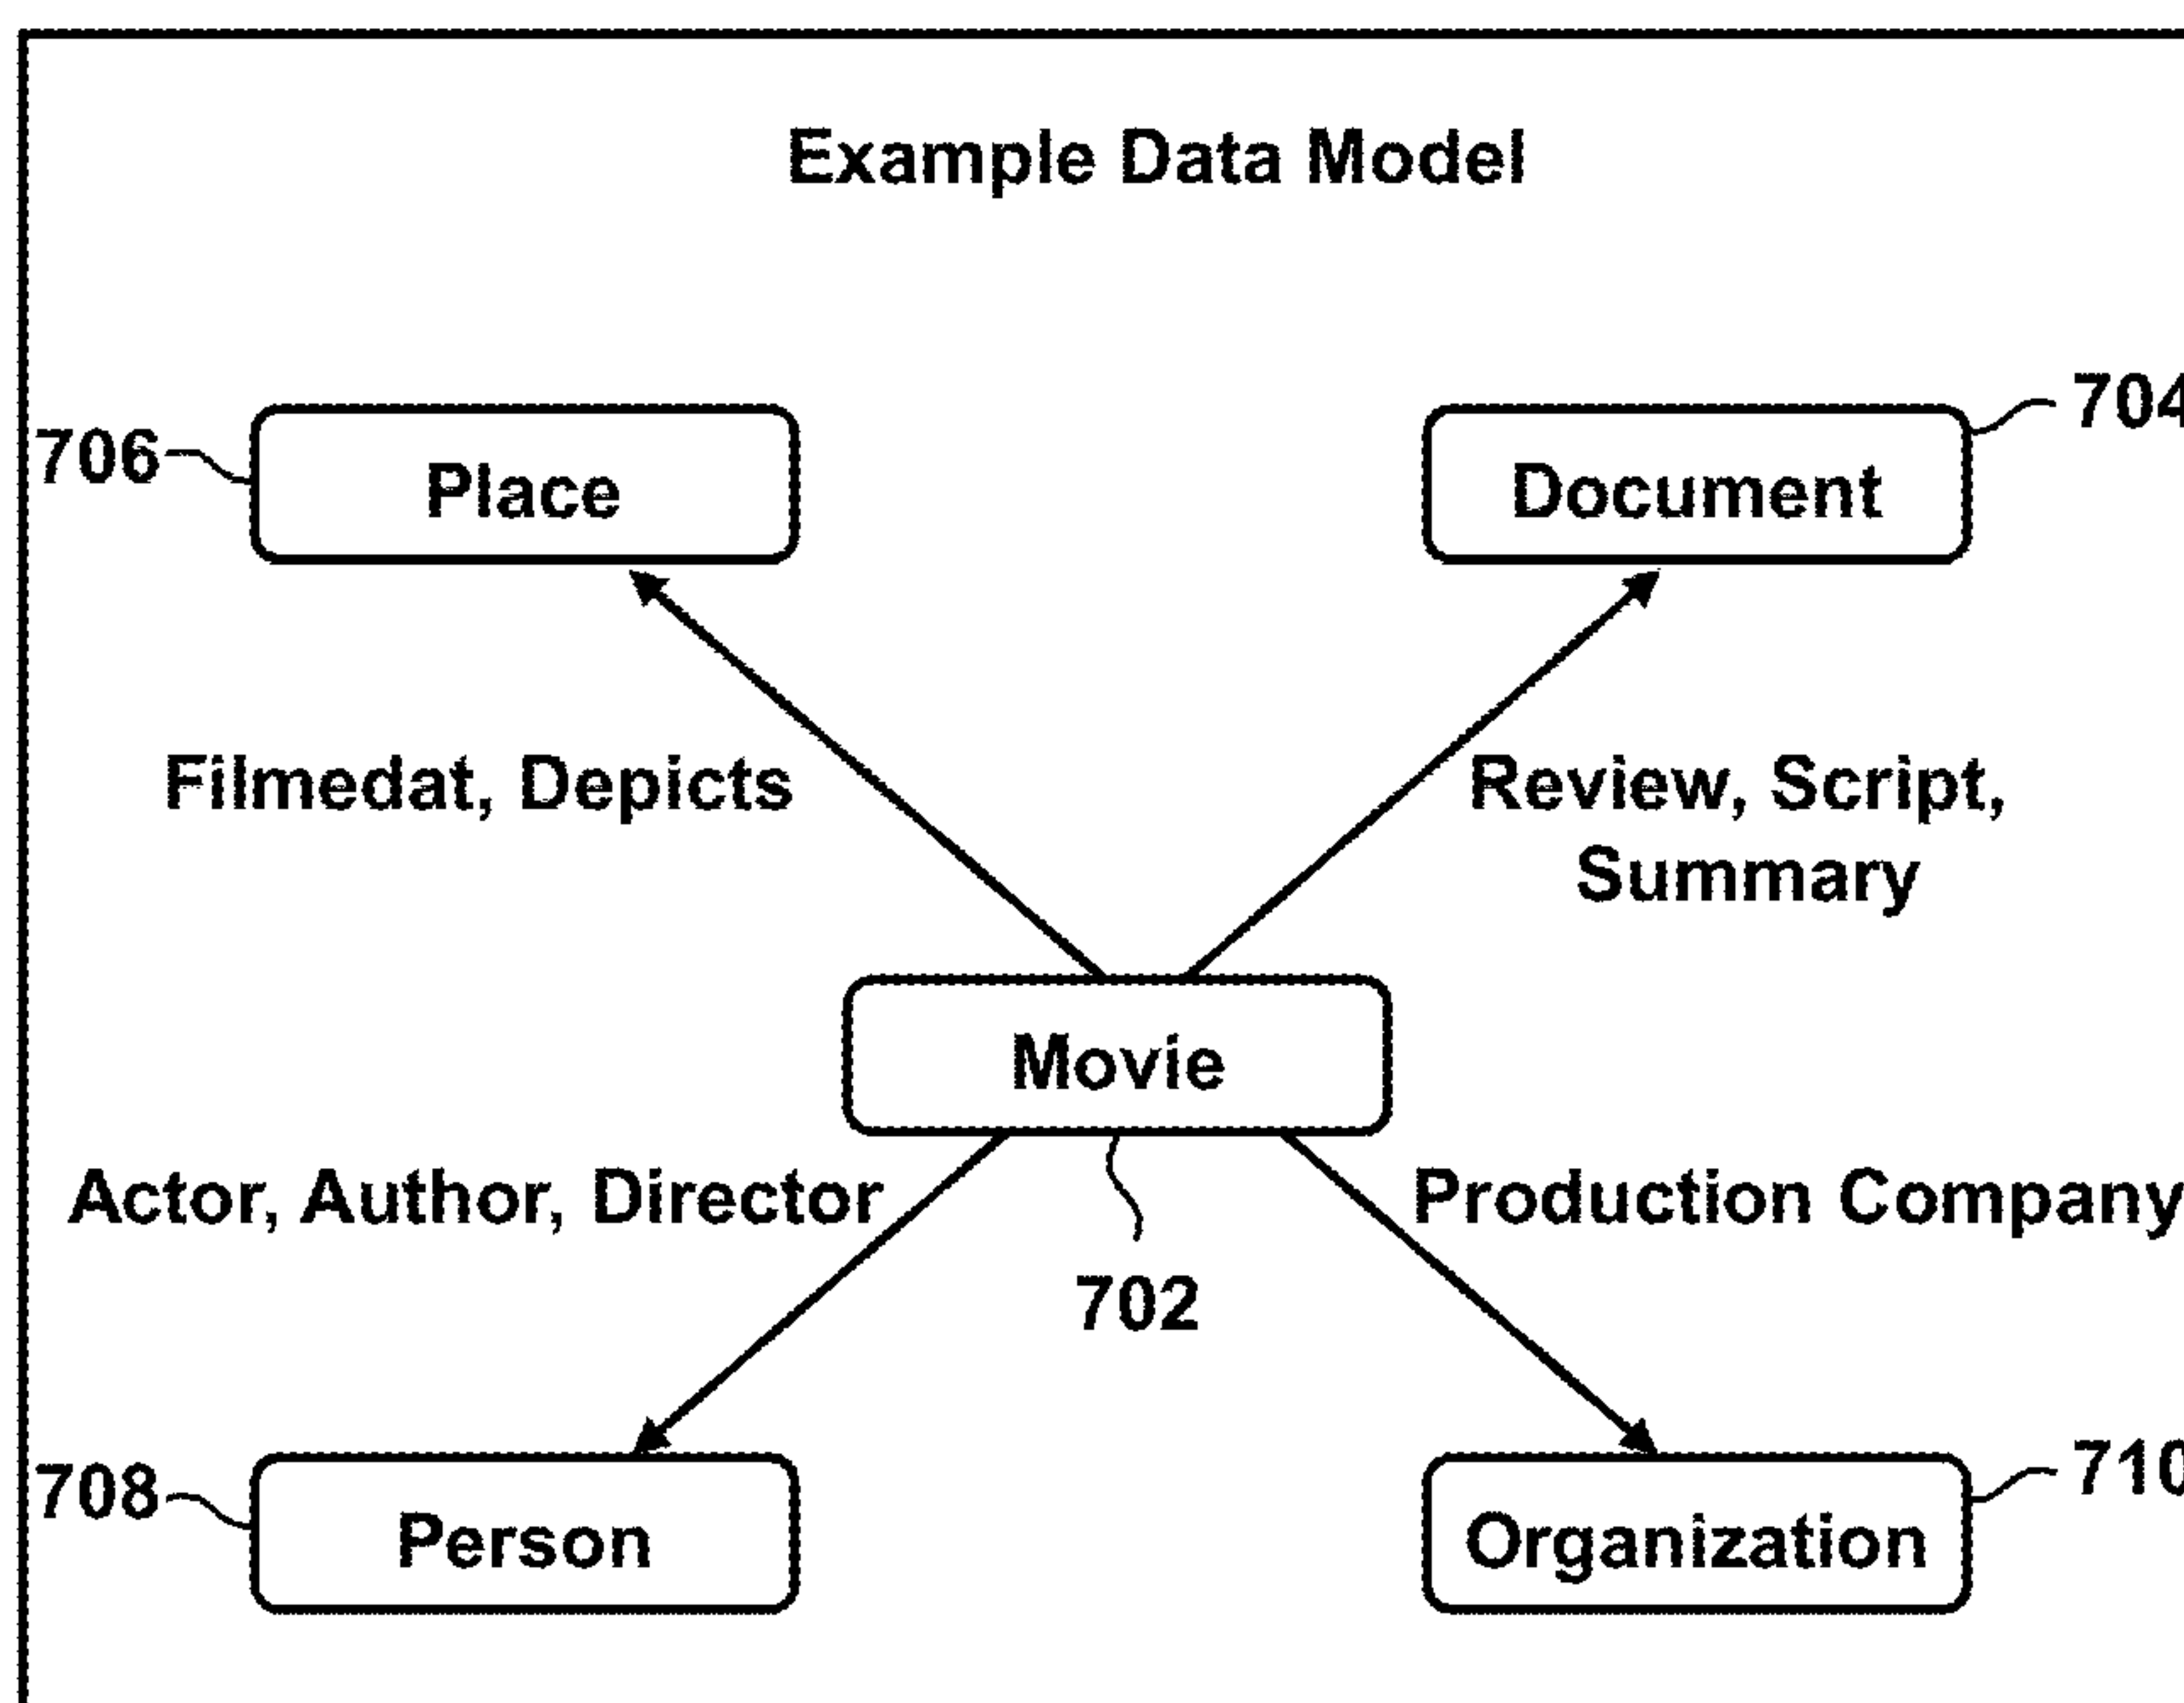 Example Data Model
704
706
Place
Document
Filmedat, Depicts
Review, Script,
Summary
Movie
Actor, Author, Director
Production Company
702
708
710
Person
Organization